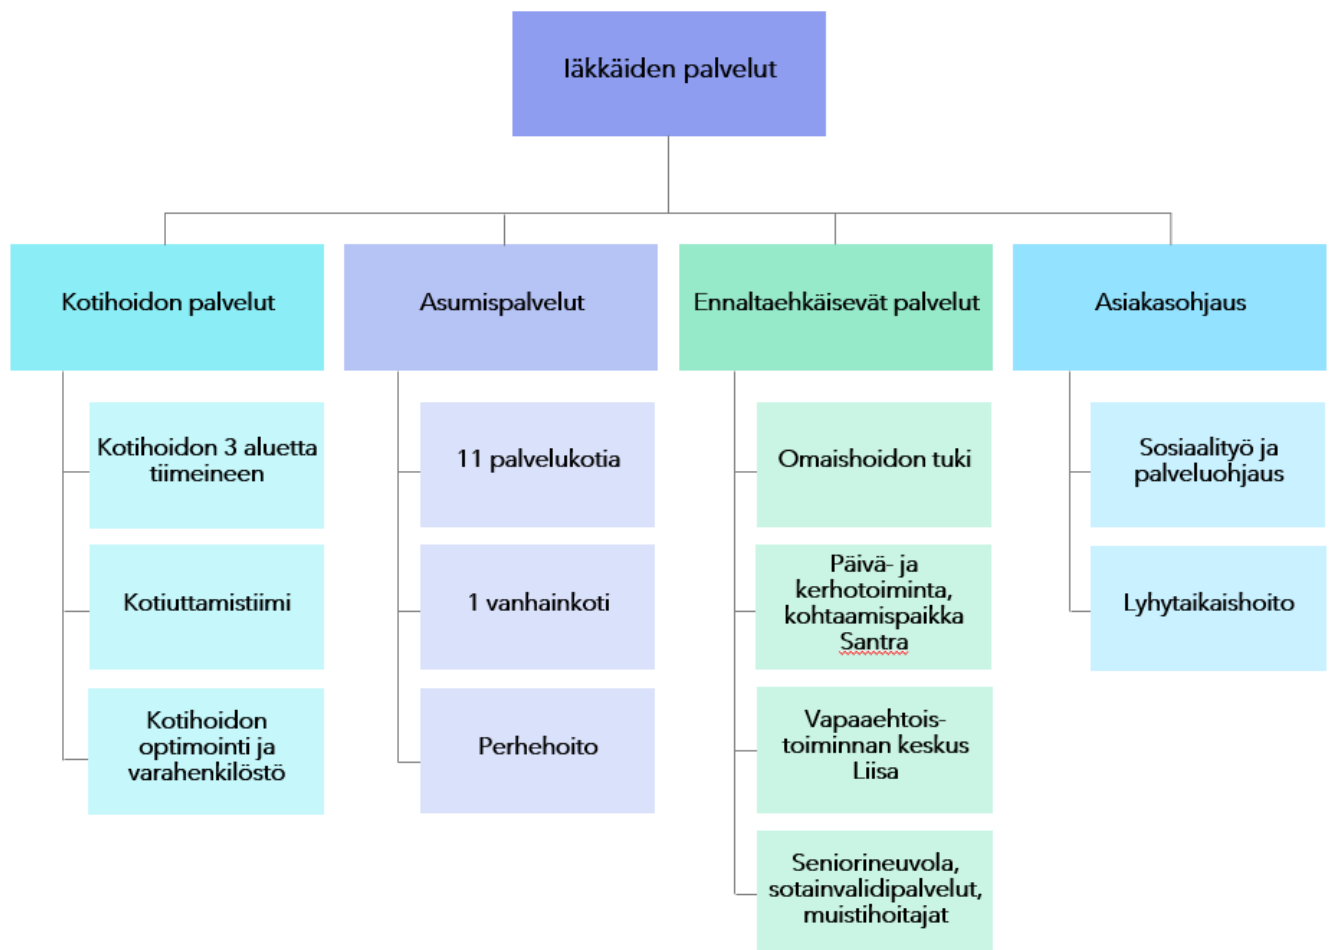 Iäkkäiden palvelut
Kotihoidon palvelut
Asumispalvelut
Ennaltaehkäisevät palvelut
Asiakasohjaus
Kotihoidon 3 aluetta
tiimeineen
Kotiuttamistiimi
Kotihoidon
optimointi ja
varahenkilöstö
11 palvelukotia
1 vanhainkoti
Perhehoito
Omaishoidon tuki
Päivä- ja
kerhotoiminta,
kohtaamispaikka
Santra
Vapaaehtois-
toiminnan keskus
Liisa
Seniorineuvola,
sotainvalidipalvelut,
muistihoitajat
Sosiaalityö ja
palveluohjaus
Lyhytaikaishoito